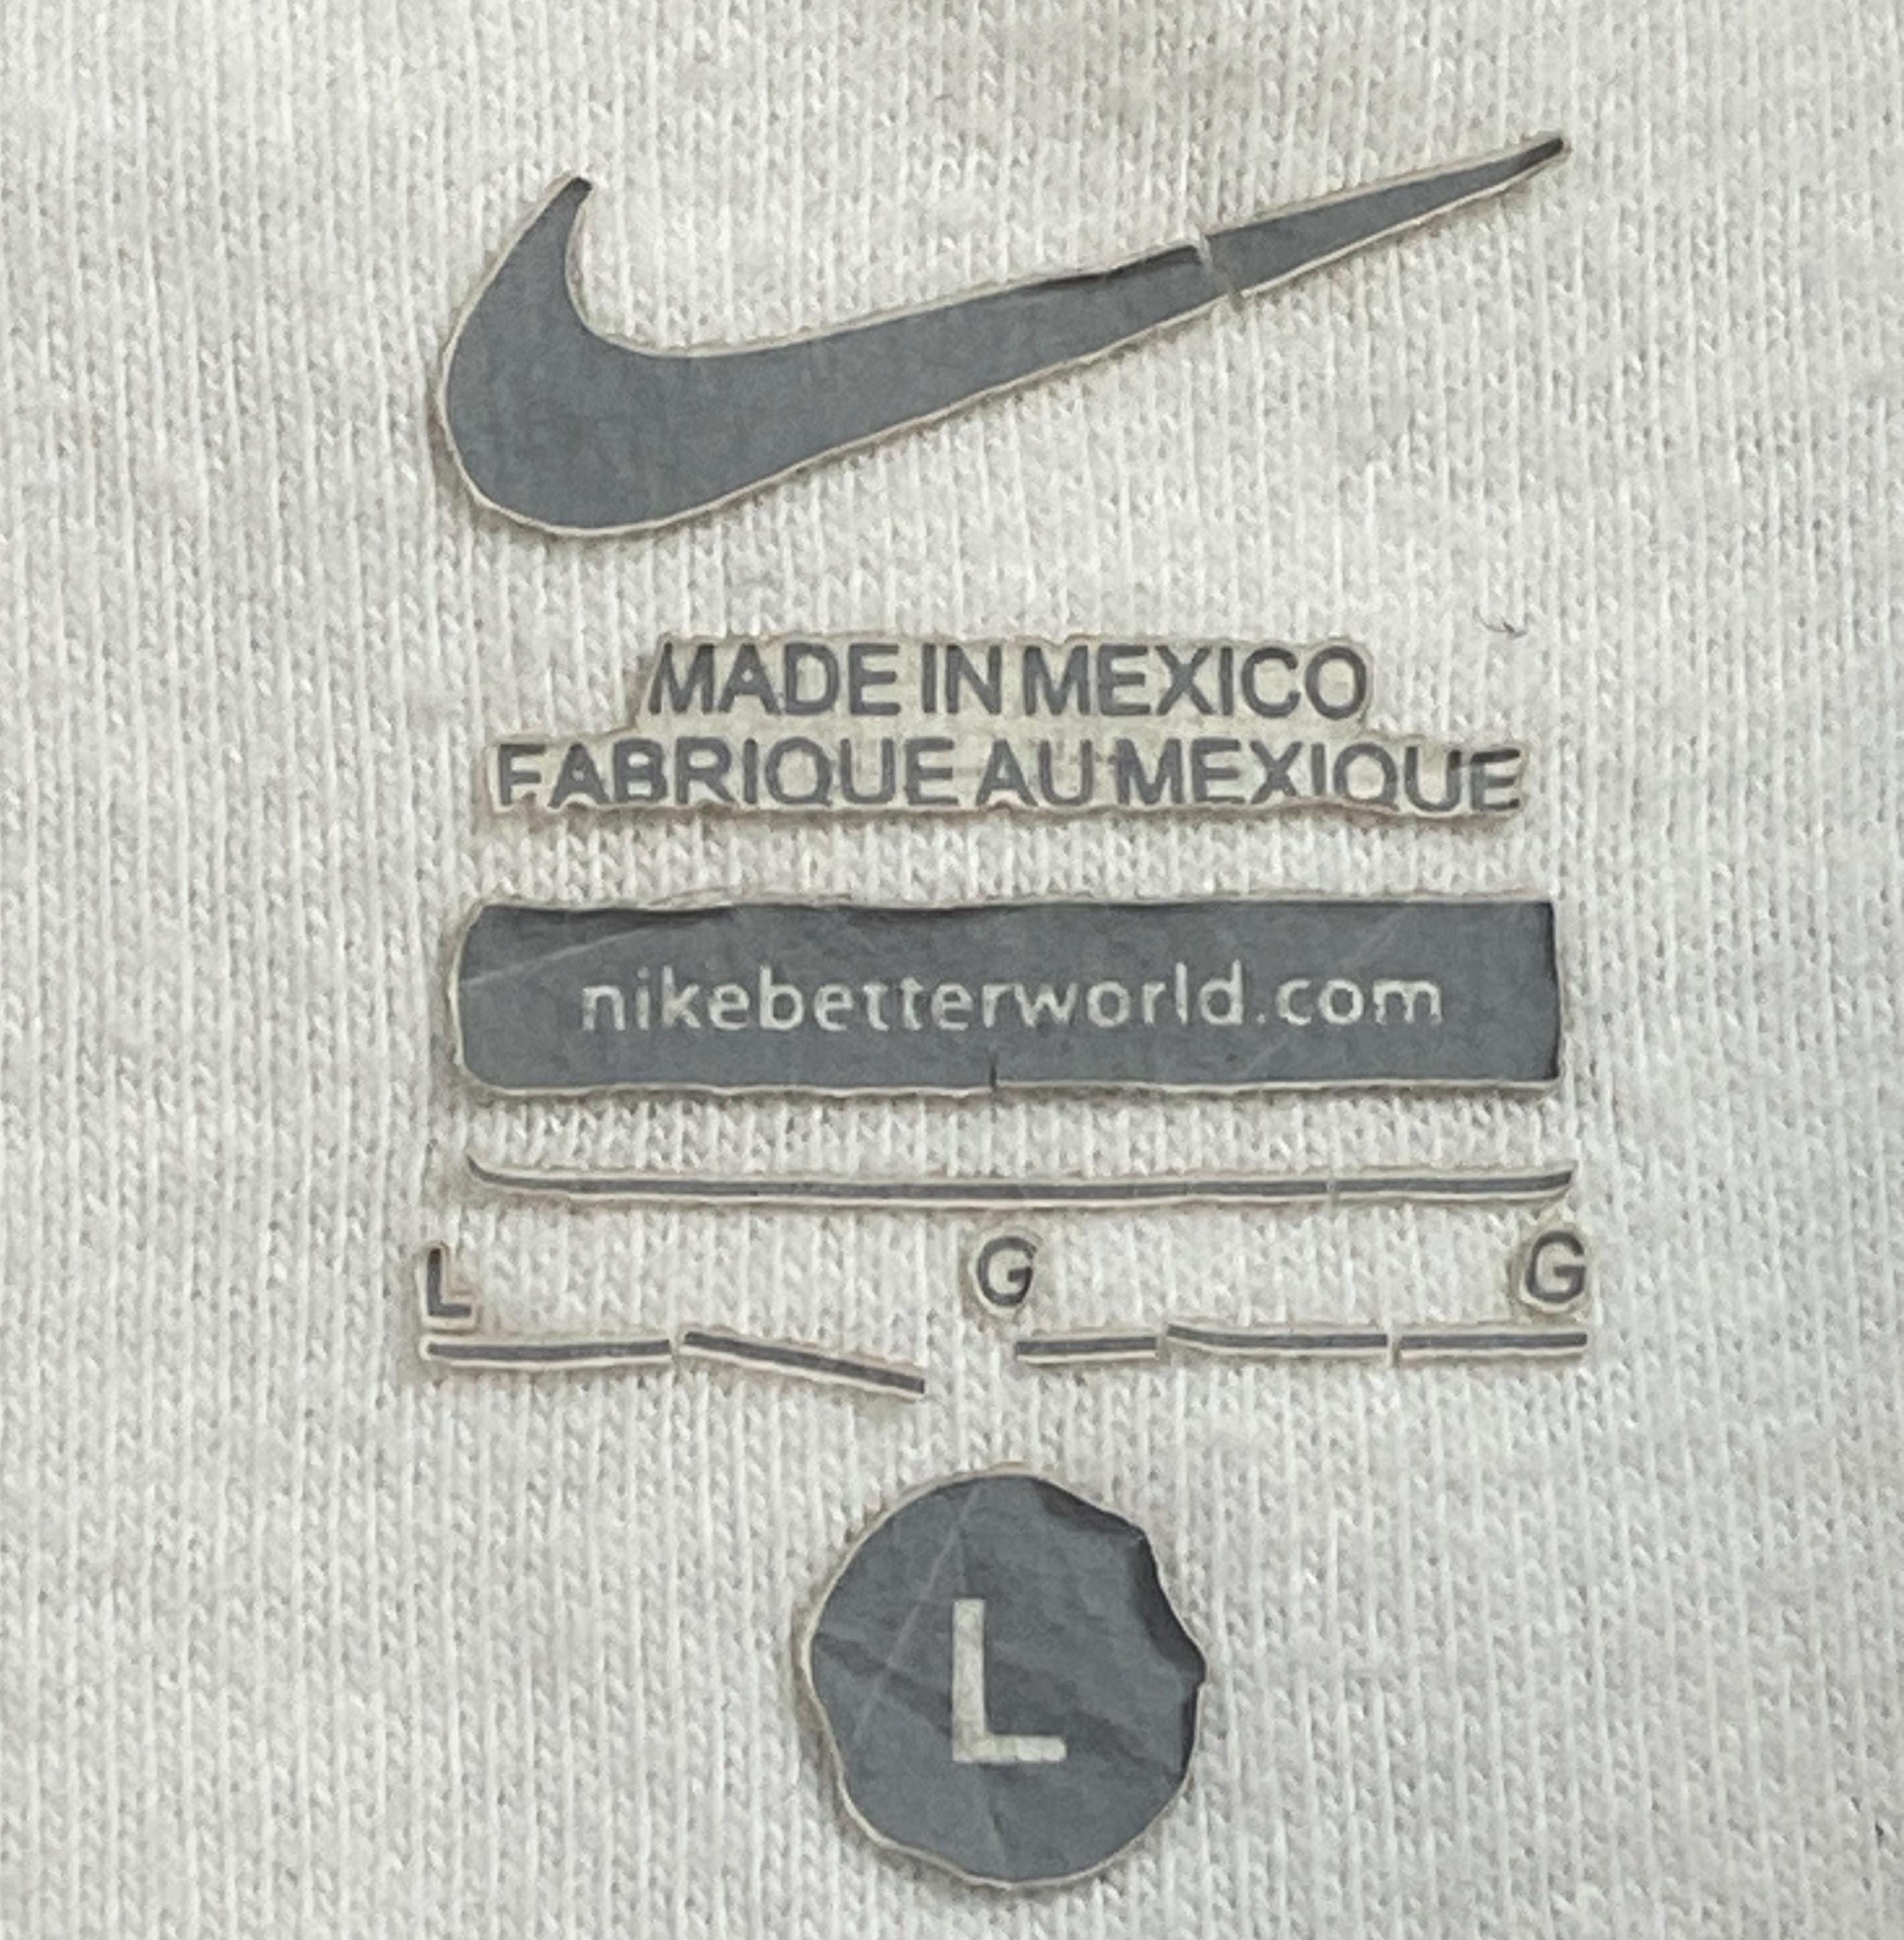 MADE IN MEXICO
FABRIQUE AU MEXIQUE
nikebetterworld.com
L G G
L